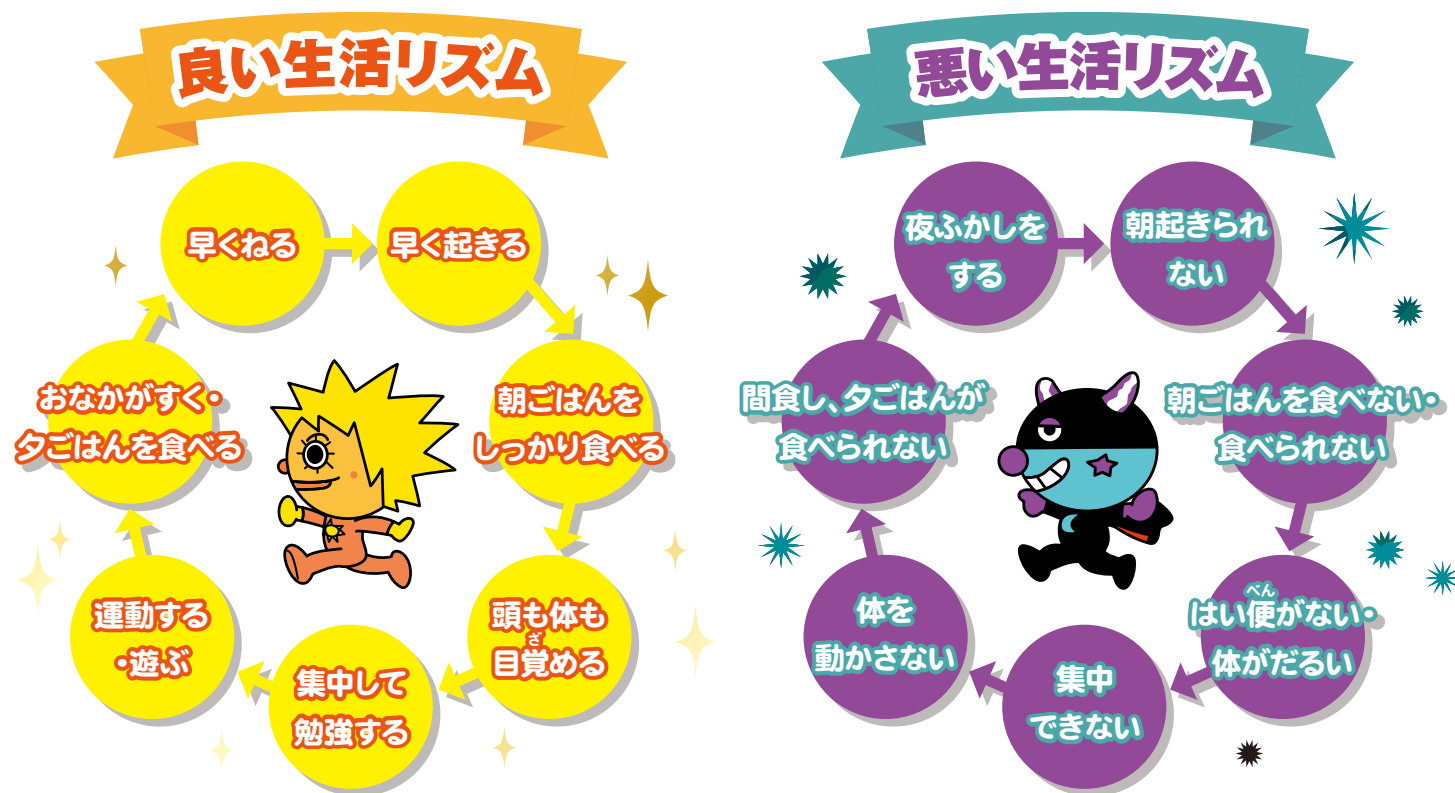 良い生活リズム
早くねる
早く起きる
朝ごはんを
しっかり食べる
頭も体も
ざ
目覚める
集中して
勉強する
運動する
・遊ぶ
おなかがすく・
夕ごはんを食べる
悪い生活リズム
夜ふかしを
する
朝起きられ
ない
朝ごはんを食べない・
食べられない
べん
はい便がない・
体がだるい
集中
できない
体を
動かさない
間食し、夕ごはんが
食べられない